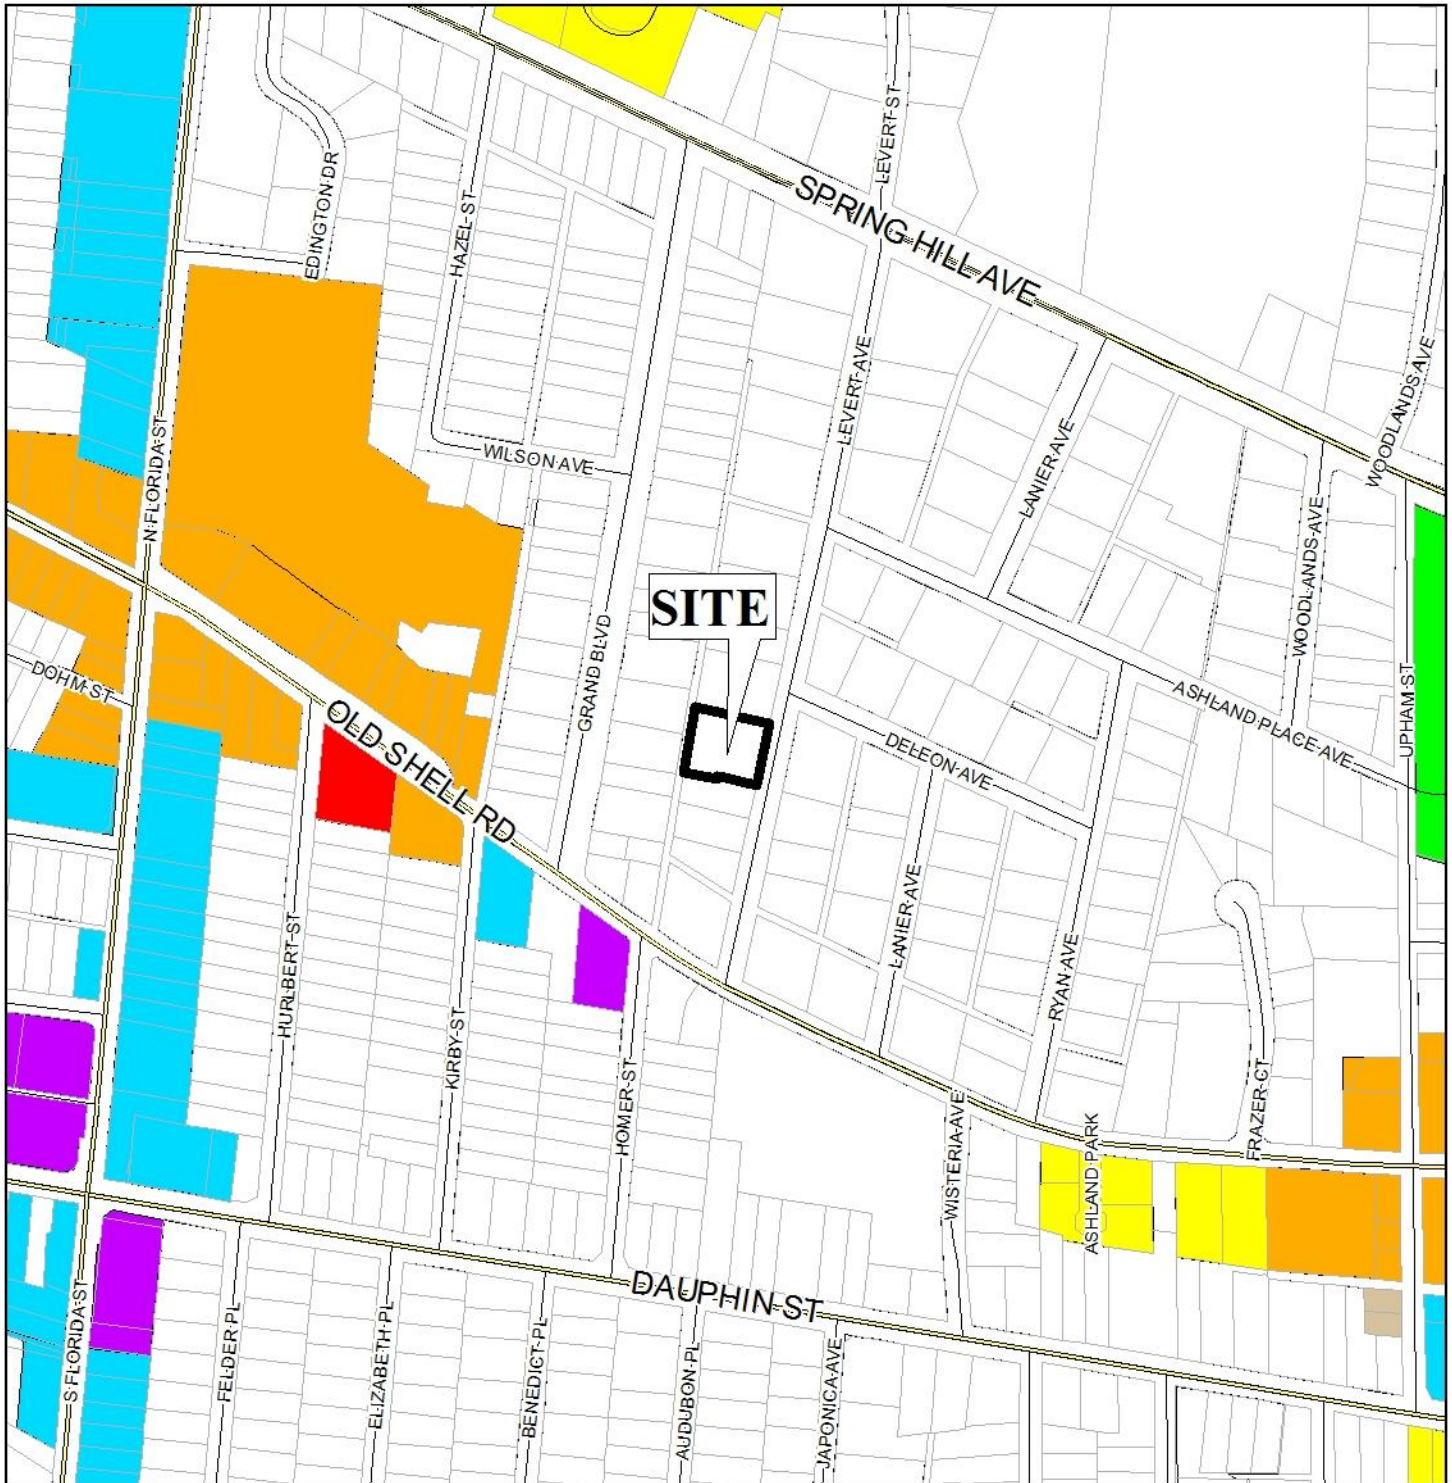 LEVERT ST
SPRING HILL AVE
EDINGTON DR
HAZEL ST
LEVERT AVE
WOODLANDS AVE
LANIER AVE
WILSON AVE
N FLORIDA ST
WOODLANDS AVE
SITE
GRAND BLVD
DOHM ST
OLD SHELL RD
ASHLAND PLACE AVE
UPHAM ST
DELEON AVE
LANIER AVE
HURLBERT ST
RYAN AVE
KIRBY ST
HOMER ST
WISTERIA AVE
FRAZER CT
ASHLAND PARK
DAUPHIN ST
S FLORIDA ST
FELDER PL
ELIZABETH PL
BENEDICT PL
AUDUBON PL
JAPONICA AVE